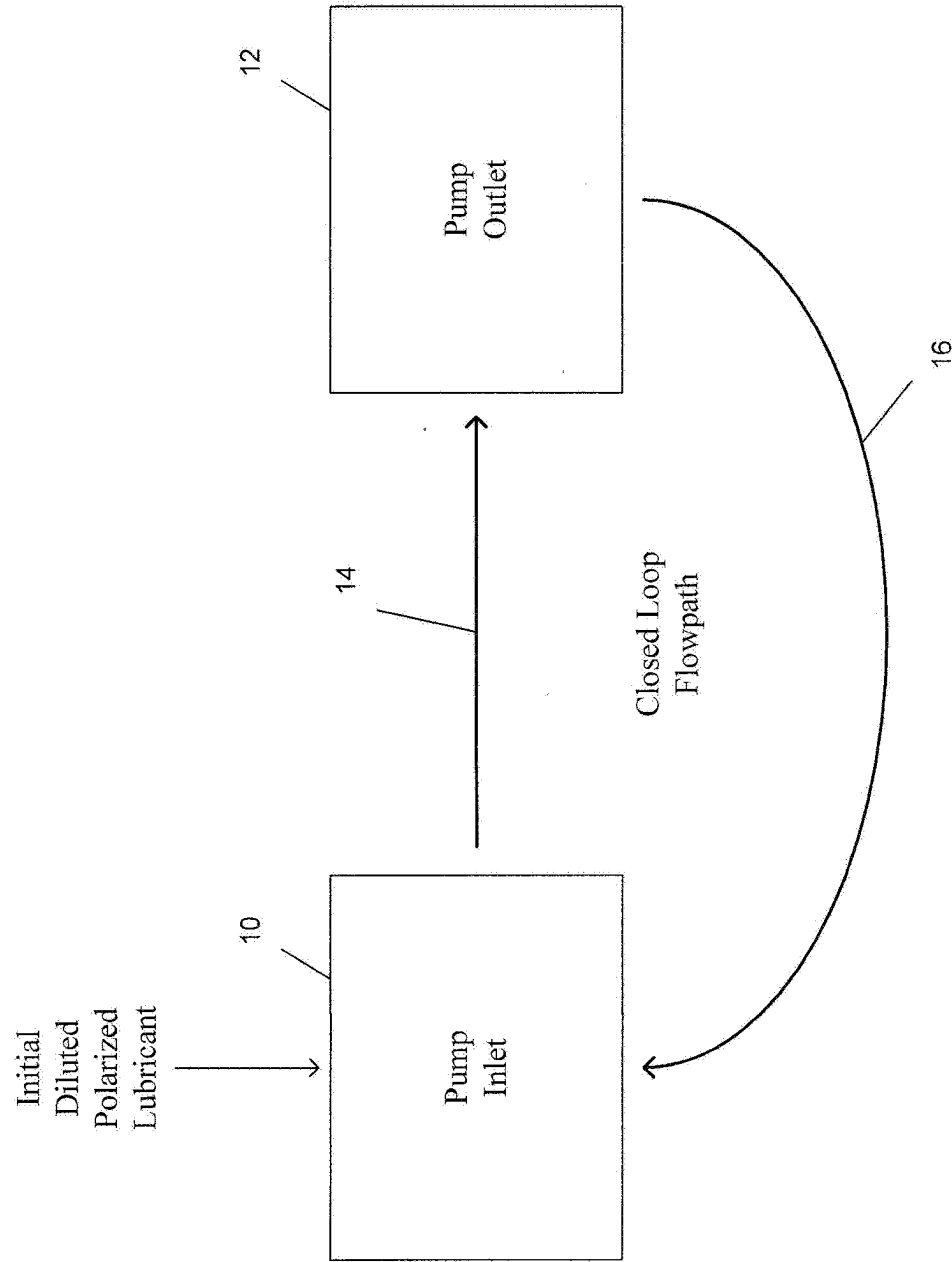 Initial
Diluted
Polarized
Lubricant
10
Pump
Inlet
14
12
Pump
Outlet
Closed Loop
Flowpath
16